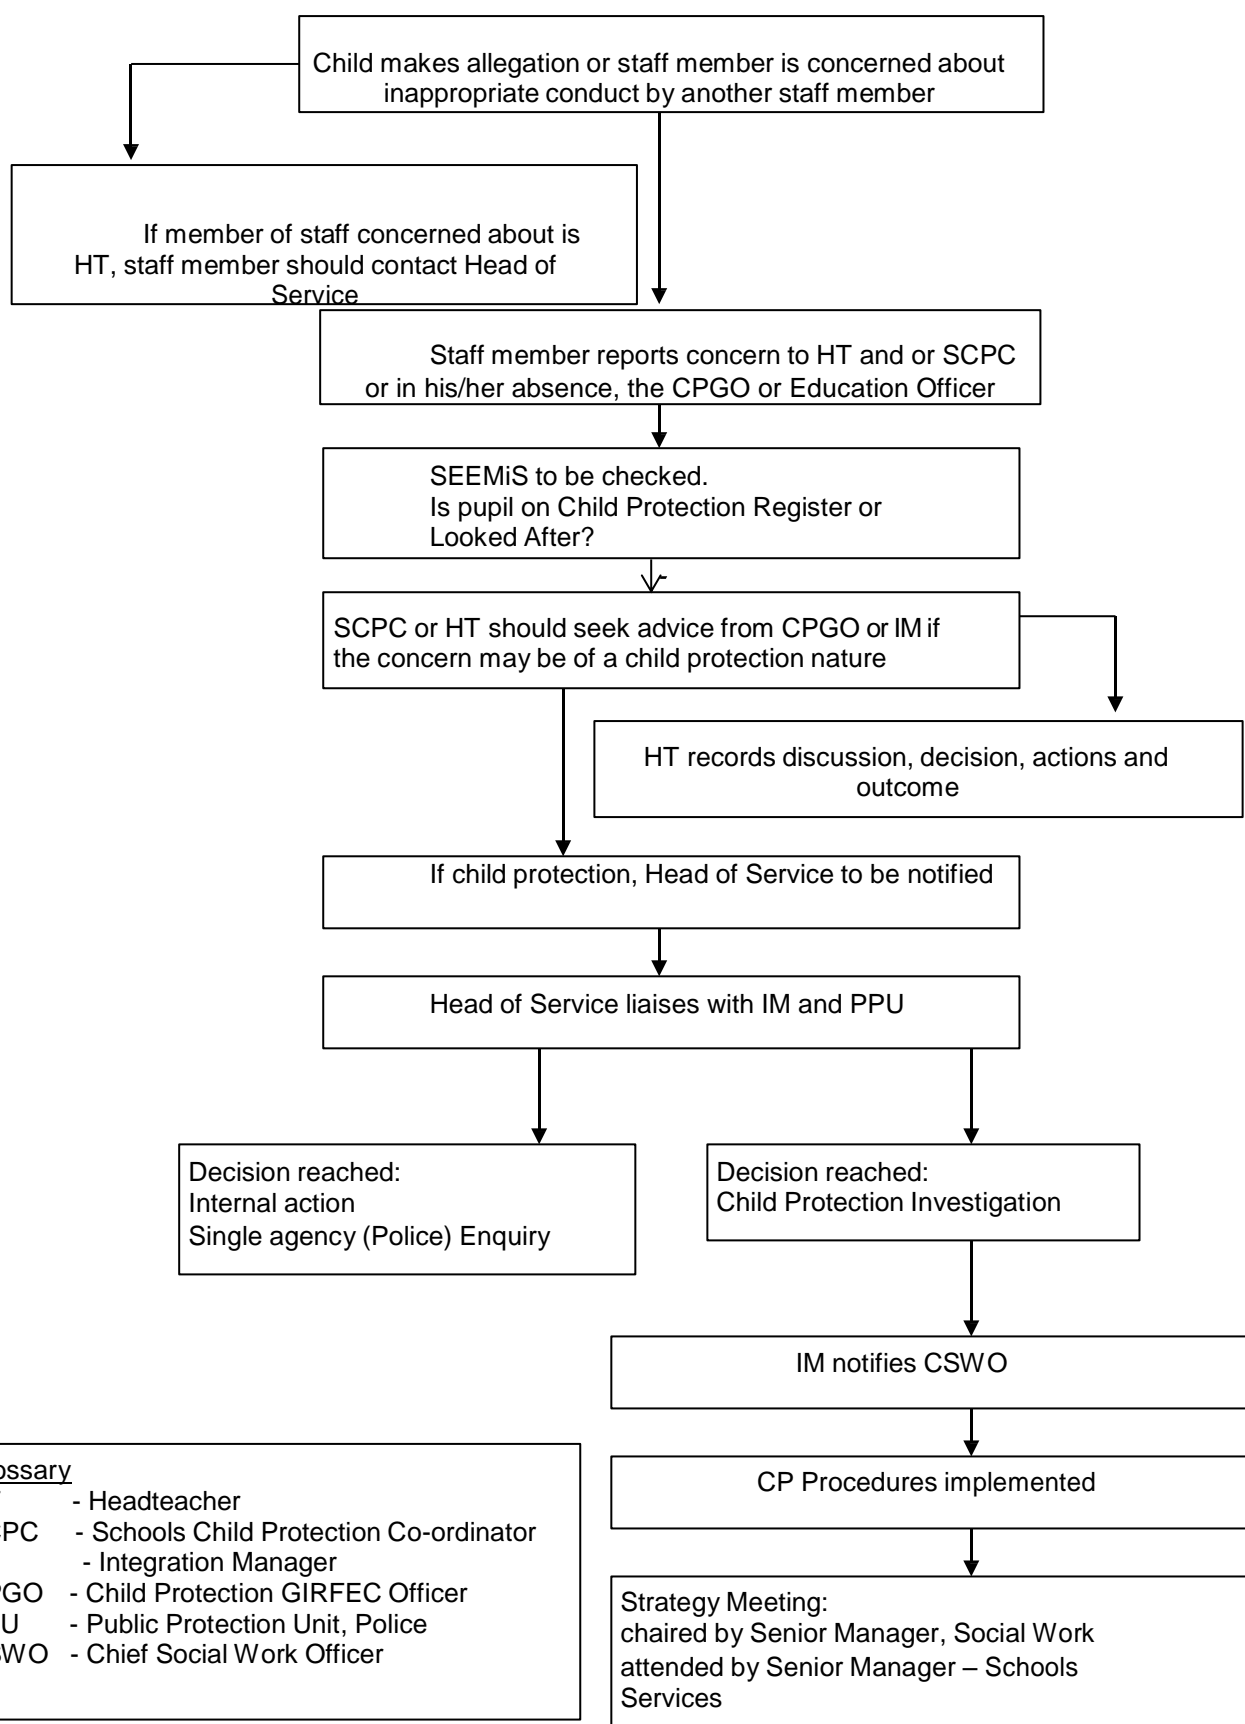 Child makes allegation or staff member is concerned about
inappropriate conduct by another staff member
If member of staff concerned about is
HT, staff member should contact Head of
Service
Staff member reports concern to HT and or SCPC
or in his/her absence, the CPGO or Education Officer
SEEMiS to be checked.
Is pupil on Child Protection Register or
Looked After?
SCPC or HT should seek advice from CPGO or IM if
the concern may be of a child protection nature
HT records discussion, decision, actions and
outcome
If child protection, Head of Service to be notified
Head of Service liaises with IM and PPU
Decision reached:
Internal action
Single agency (Police) Enquiry
Decision reached:
Child Protection Investigation
IM notifies CSWO
CP Procedures implemented
Strategy Meeting:
chaired by Senior Manager, Social Work
attended by Senior Manager – Schools
Services
ossary
- Headteacher
PC - Schools Child Protection Co-ordinator
- Integration Manager
GO - Child Protection GIRFEC Officer
U - Public Protection Unit, Police
WO - Chief Social Work Officer